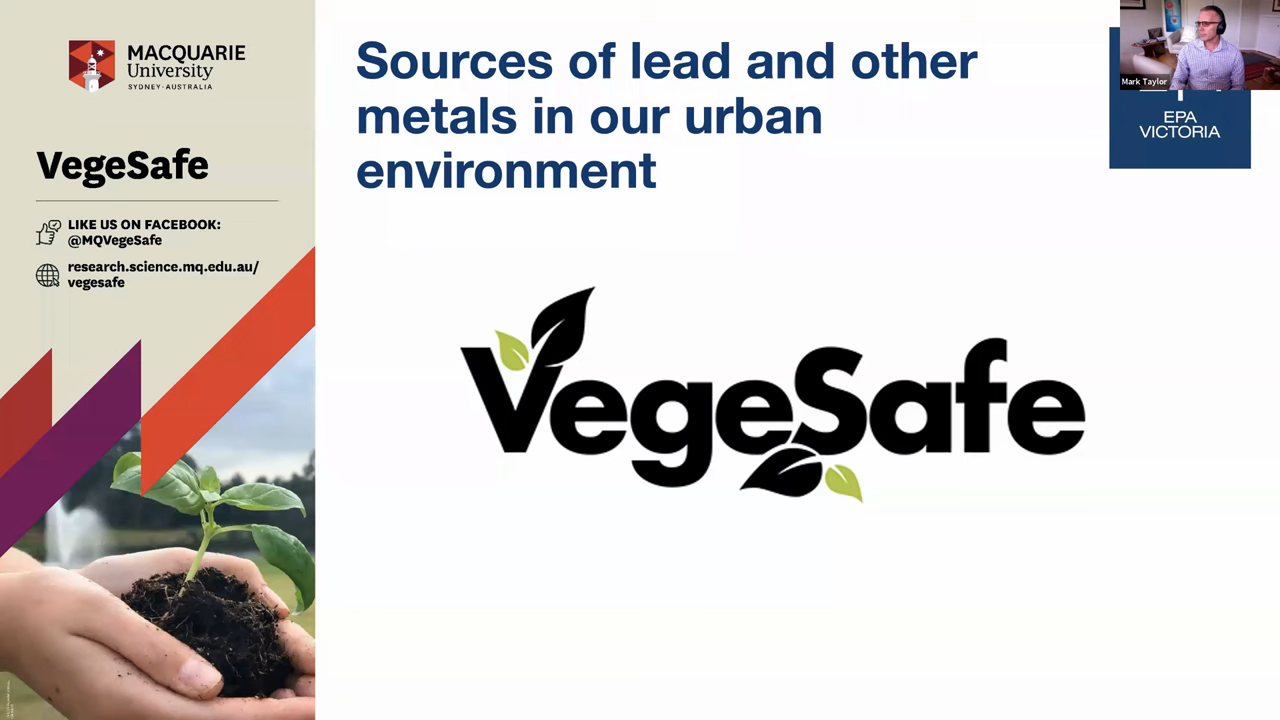 MACQUARIE
University
SYDNEY·AUSTRALIA
VegeSafe
LIKE US ON FACEBOOK:
@MQVegeSafe
research.science.mq.edu.au/
vegesafe
Sources of lead and other
metals in our urban
environment
VegeSafe
Mark Taylor
EPA
VICTORIA